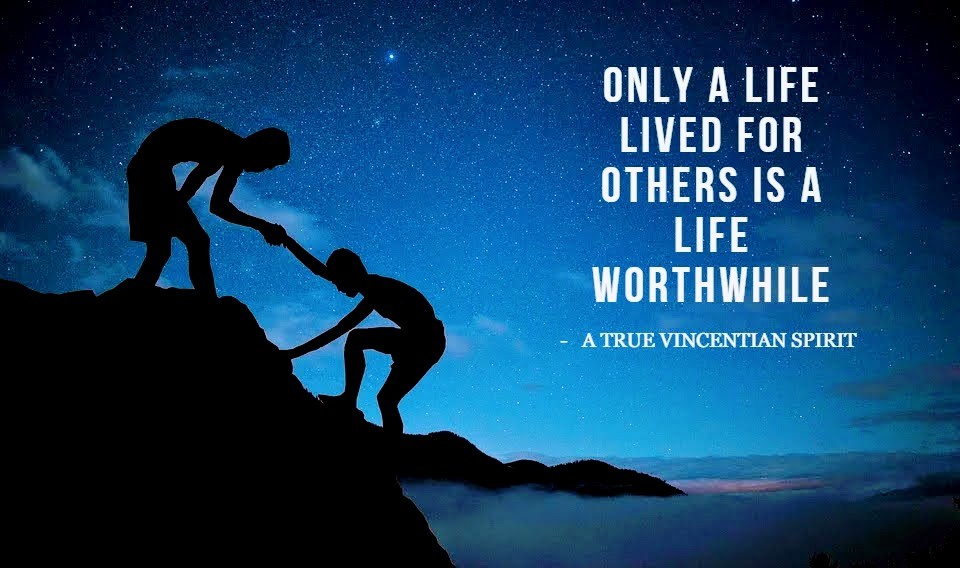 ONLY A LIFE
LIVED FOR
OTHERS IS A
LIFE
WORTHWHILE
- A TRUE VINCENTIAN SPIRIT